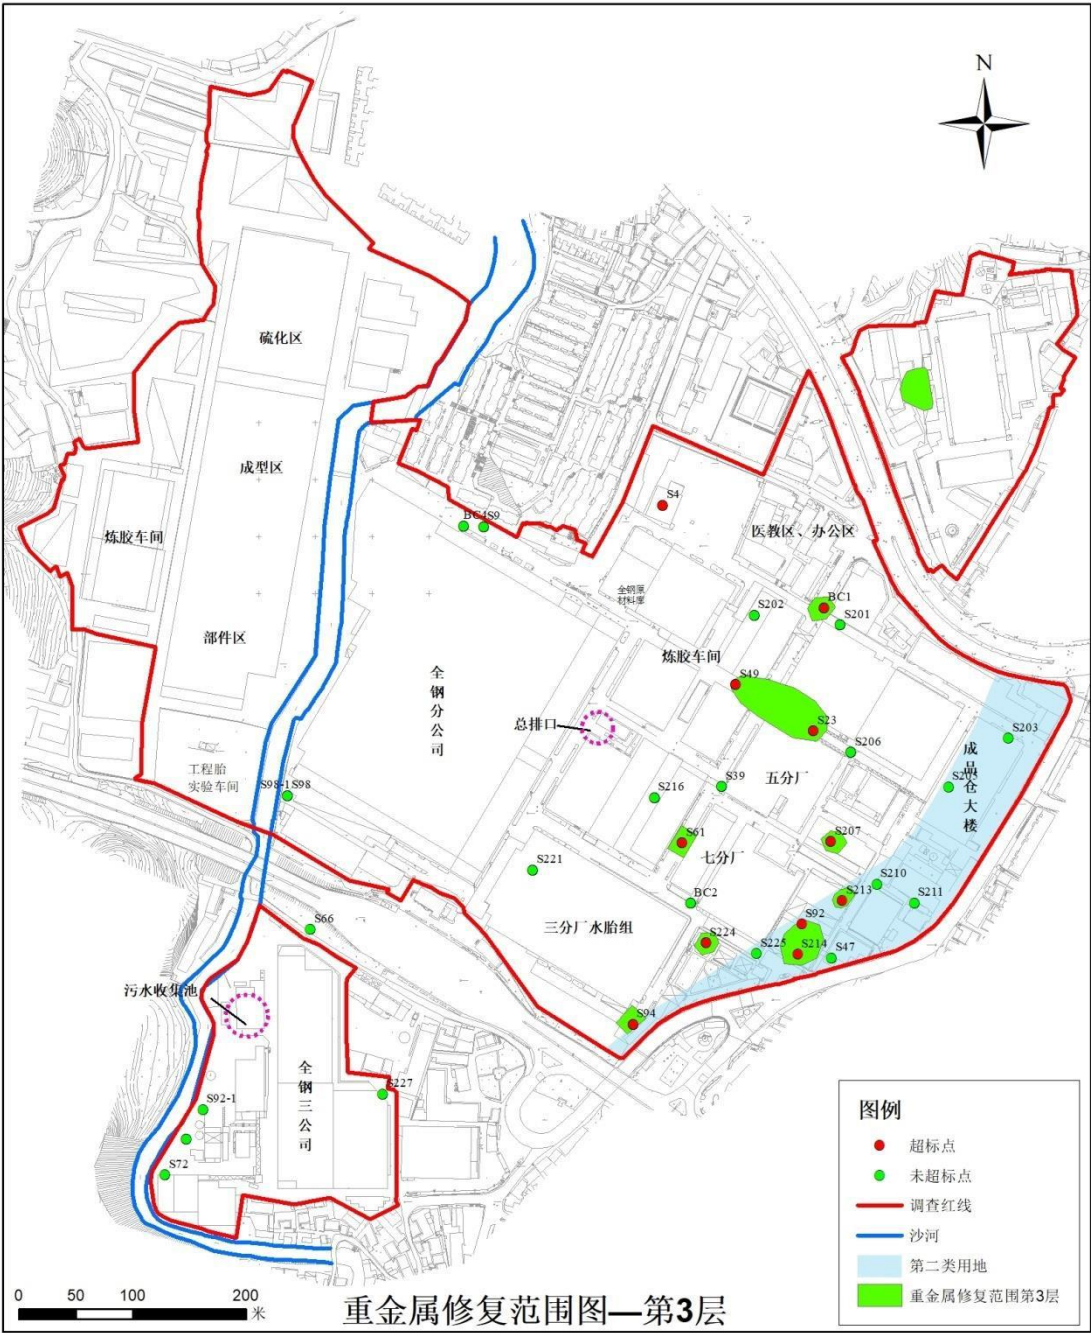 N
硫化区
成型区
炼胶车间
部件区
工程胎
实验车间
S98-1
S98
全钢分公司
BC4
S9
S4
医教区、办公区
全钢原
材料库
S202
BC1
S201
炼胶车间
S49
S23
S206
总排口
S216
S39
五分厂
S203
S205
成品仓大楼
S61
七分厂
S207
S221
BC2
S213
S210
S211
三分厂水胎组
S92
S224
S225
S214
S47
S94
S66
污水收集池
全钢三公司
S227
S92-1
S72
图例
超标点
未超标点
调查红线
沙河
第二类用地
重金属修复范围第3层
0 50 100 200
米
重金属修复范围图—第3层